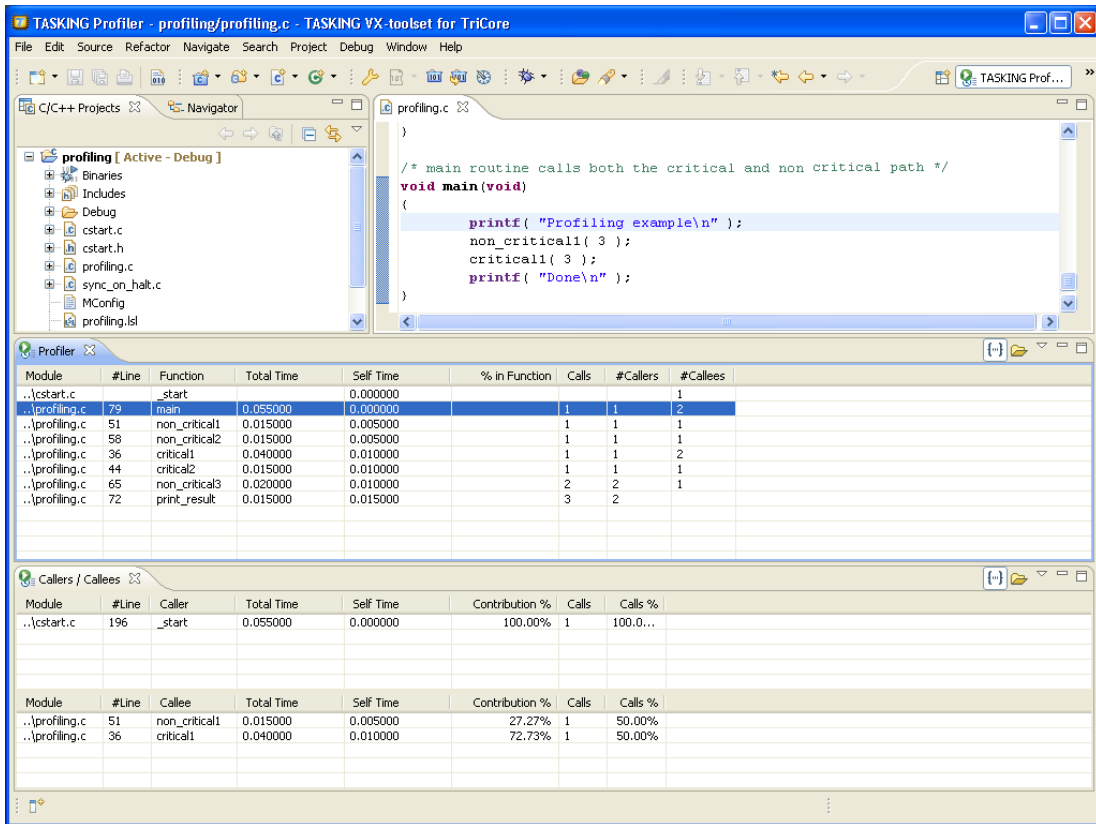 TASKING Profiler - profiling/profiling.c - TASKING VX-toolset for TriCore
File Edit Source Refactor Navigate Search Project Debug Window Help
TASKING Prof... »
C/C++ Projects Navigator
profiling [ Active - Debug ]
Binaries
Includes
Debug
cstart.c
cstart.h
profiling.c
sync_on_halt.c
MConfig
profiling.lsl
profiling.c
}
/* main routine calls both the critical and non critical path */
void main(void)
{
printf( "Profiling example\n" );
non_critical1( 3 );
critical1( 3 );
printf( "Done\n" );
}
Profiler
Module #Line Function Total Time Self Time % in Function Calls #Callers #Callees
..\cstart.c _start 0.000000 1
..\profiling.c 79 main 0.055000 0.000000 1 1 2
..\profiling.c 51 non_critical1 0.015000 0.005000 1 1 1
..\profiling.c 58 non_critical2 0.015000 0.005000 1 1 1
..\profiling.c 36 critical1 0.040000 0.010000 1 1 2
..\profiling.c 44 critical2 0.015000 0.010000 1 1 1
..\profiling.c 65 non_critical3 0.020000 0.010000 2 2 1
..\profiling.c 72 print_result 0.015000 0.015000 3 2
Callers / Callees
Module #Line Caller Total Time Self Time Contribution % Calls Calls %
..\cstart.c 196 _start 0.055000 0.000000 100.00% 1 100.0...
Module #Line Callee Total Time Self Time Contribution % Calls Calls %
..\profiling.c 51 non_critical1 0.015000 0.005000 27.27% 1 50.00%
..\profiling.c 36 critical1 0.040000 0.010000 72.73% 1 50.00%